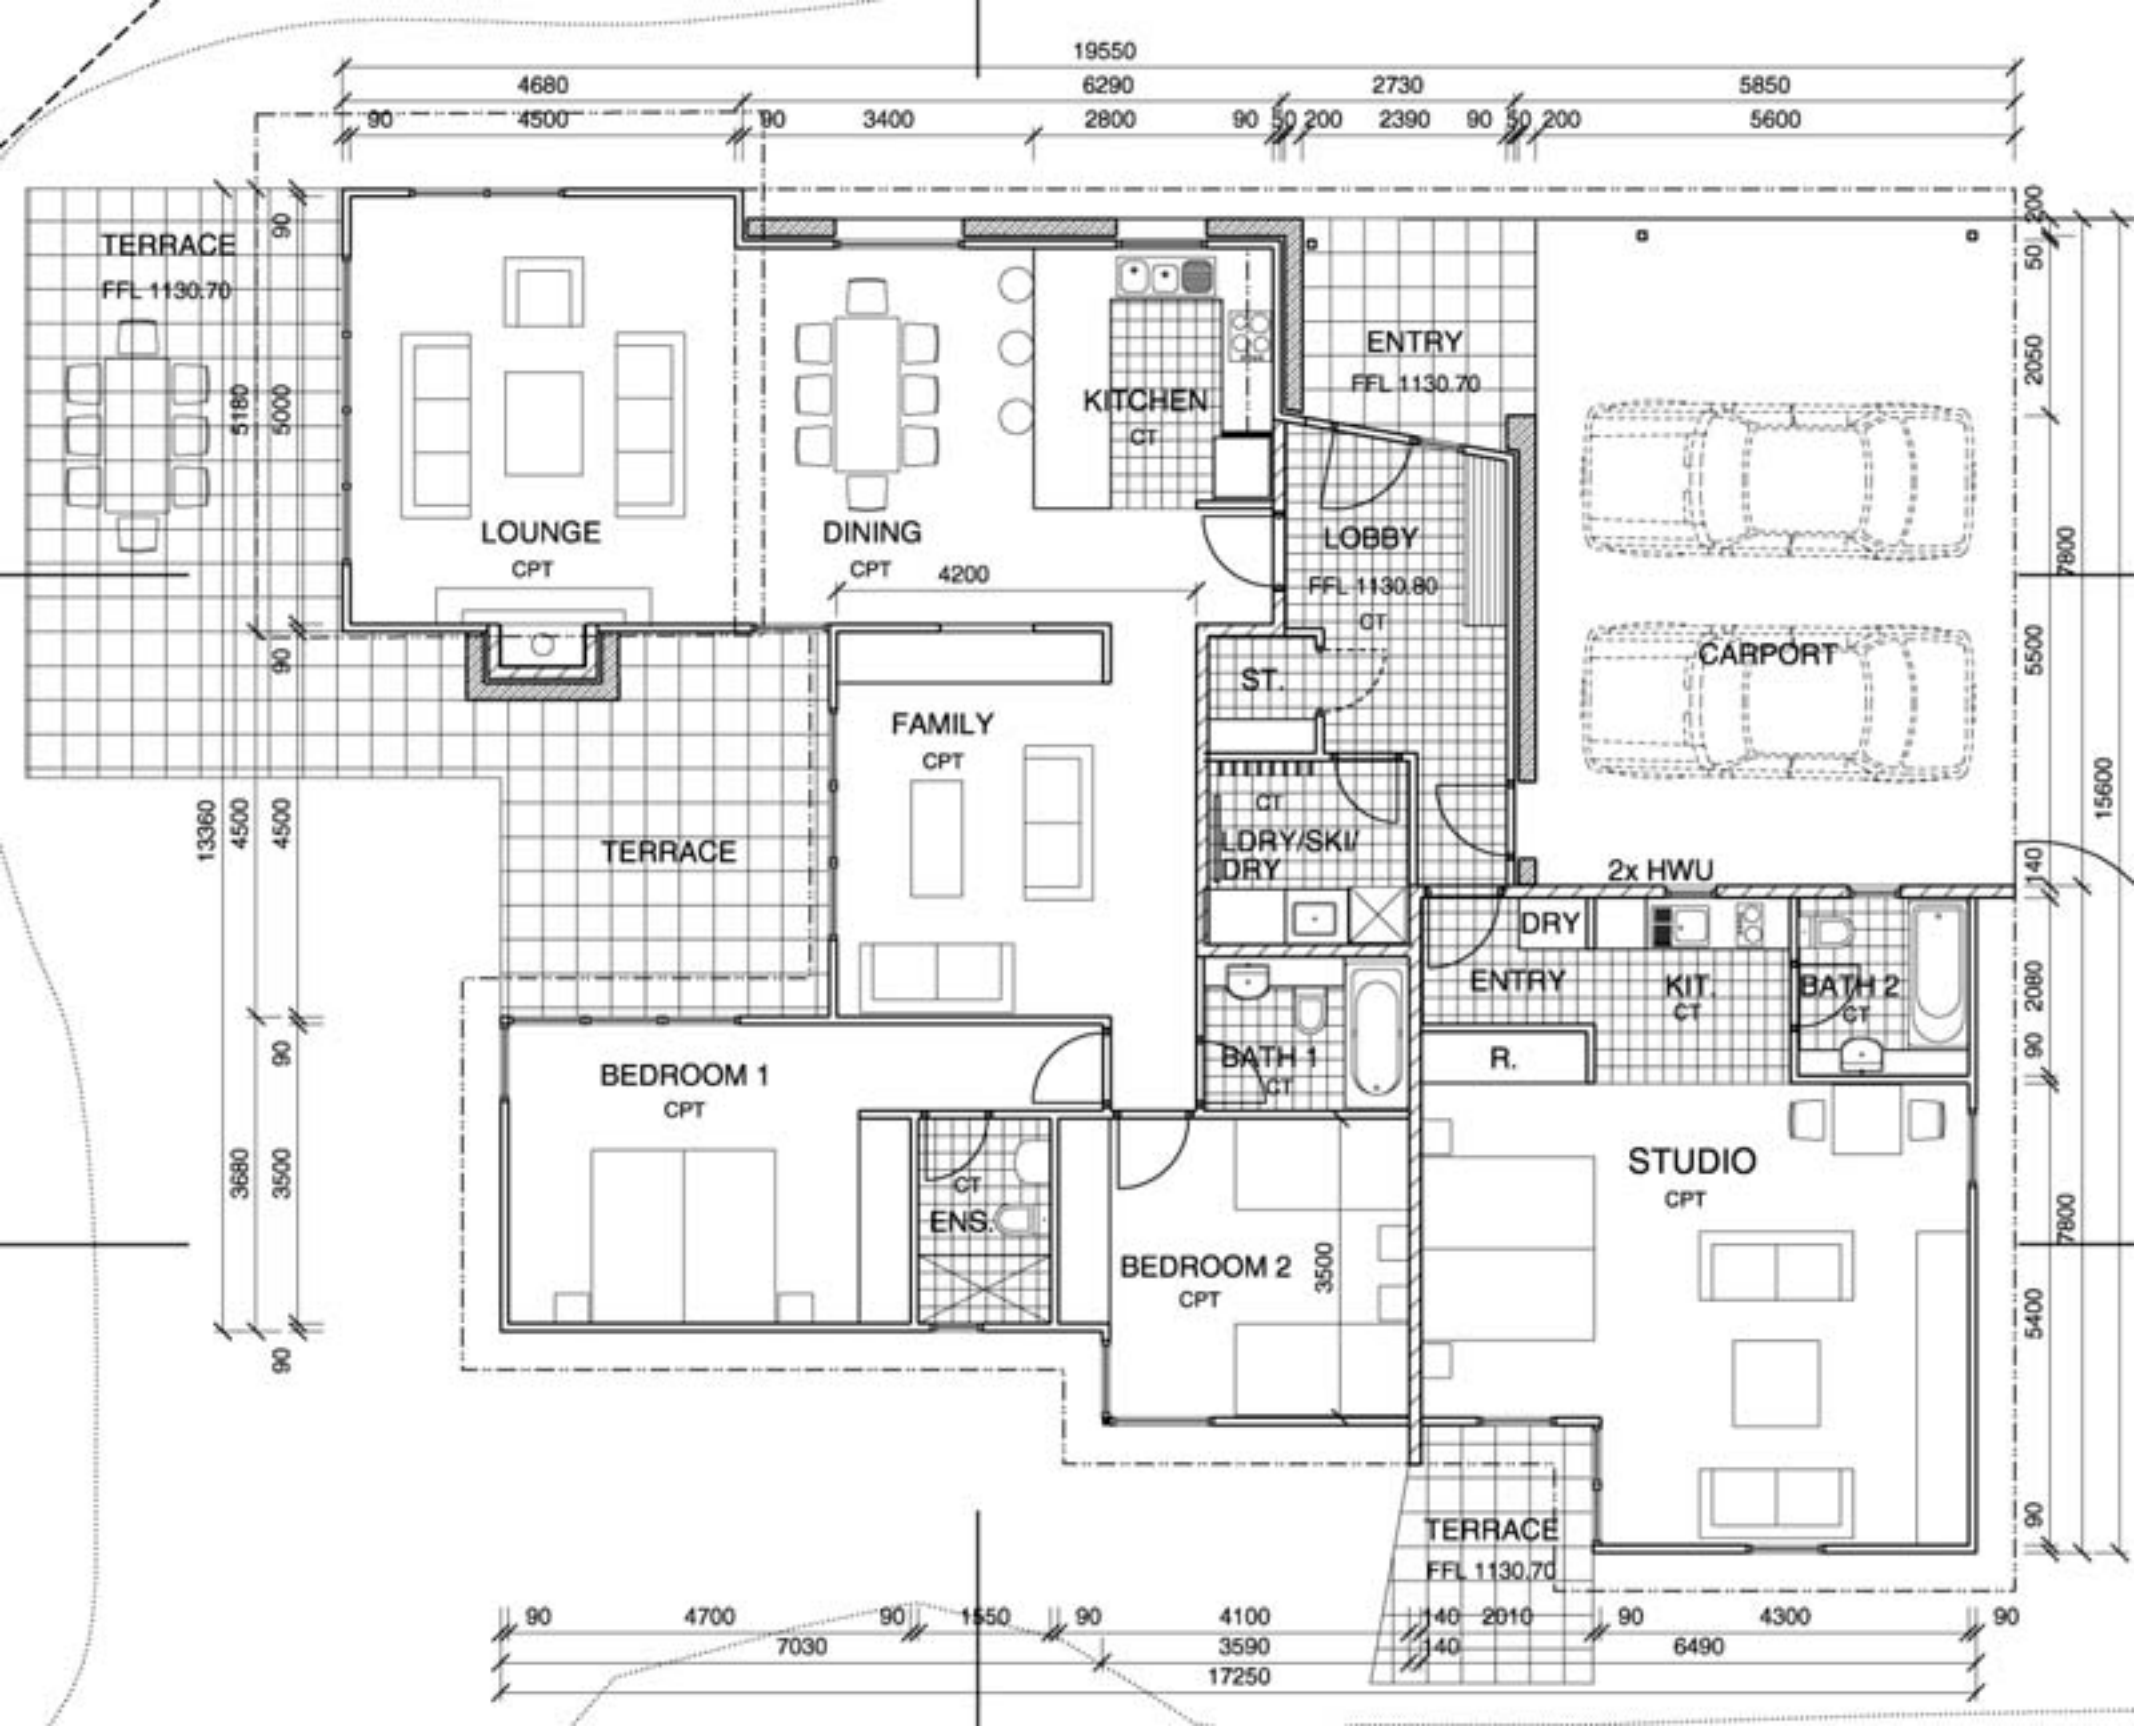 19550
4680 6290 2730 5850
90 4500 90 3400 2800 90 50 200 2390 90 50 200 5600
TERRACE
FFL 1130.70
90
5180
5000
90
LOUNGE
CPT
DINING
CPT
4200
KITCHEN
CT
ENTRY
FFL 1130.70
LOBBY
FFL 1130.80
CT
CARPORT
200
50
2050
7800
5500
15600
140
ST.
FAMILY
CPT
TERRACE
13360
4500
4500
CT
LDRY/SKI/
DRY
2x HWU
DRY
ENTRY
KIT.
CT
BATH 2
CT
2080
90
R.
BATH 1
CT
BEDROOM 1
CPT
90
3680
3500
90
CT
ENS.
BEDROOM 2
CPT
3500
STUDIO
CPT
7800
5400
90
TERRACE
FFL 1130.70
90 4700 90 1550 90 4100 140 2010 90 4300 90
7030 3590 140 6490
17250